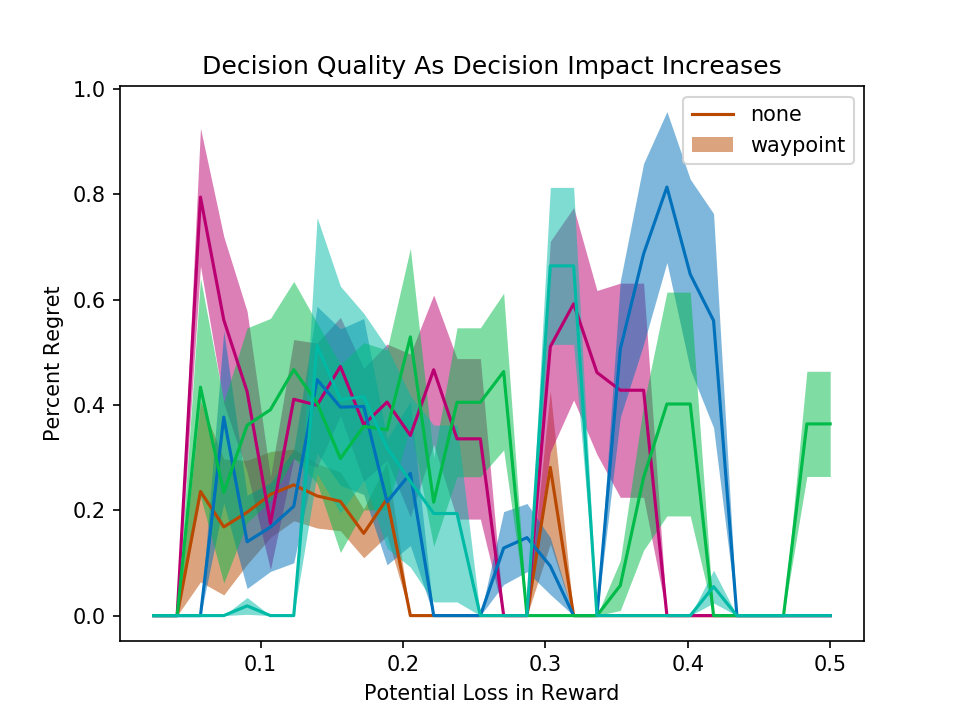 Decision Quality As Decision Impact Increases
none
waypoint
1.0
0.8
0.6
0.4
0.2
0.0
Percent Regret
0.1
0.2
0.3
0.4
0.5
Potential Loss in Reward